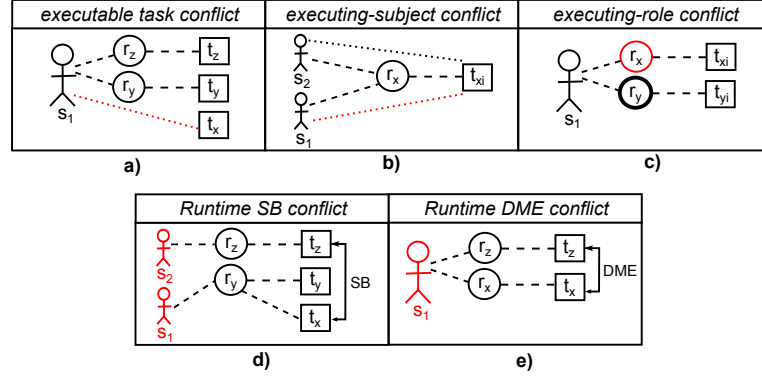 executable task conflict
executing-subject conflict
executing-role conflict
s1 rz ry tz ty tx
s2 s1 rx txi
s1 rx ry txi tyi
a)
b)
c)
Runtime SB conflict
Runtime DME conflict
s2 s1 rz ry tz ty tx SB
s1 rz rx tz tx DME
d)
e)